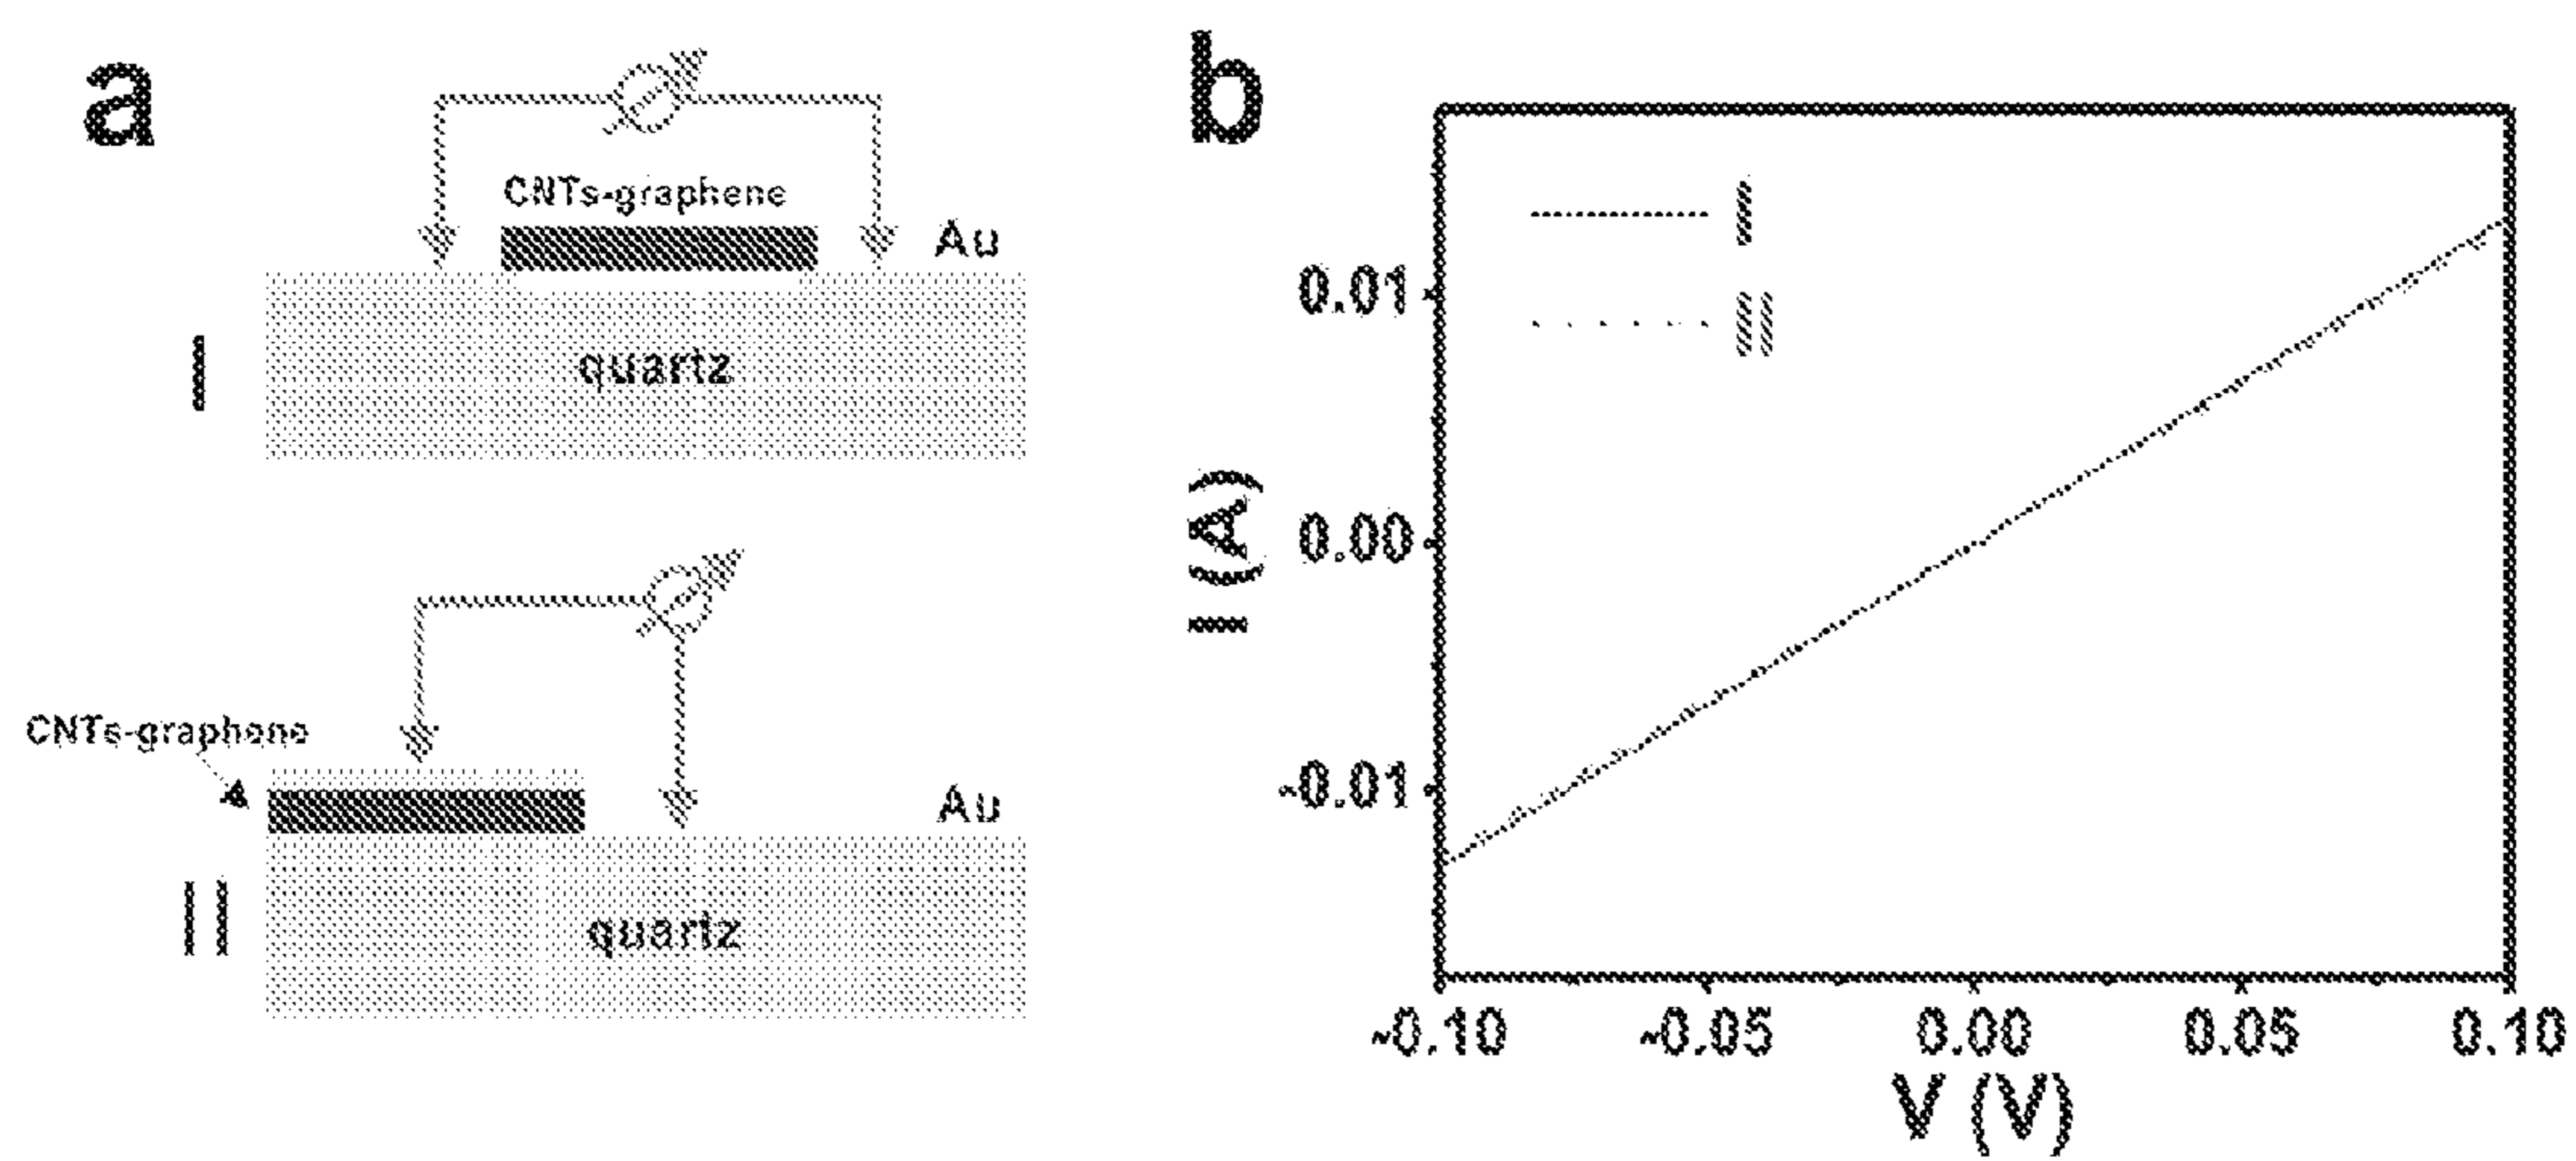 a
CNTs-graphene
Au
quartz
I
CNTs-graphene
Au
quartz
II
b
I
II
I (A)
0.01
0.00
-0.01
-0.10 -0.05 0.00 0.05 0.10
V (V)